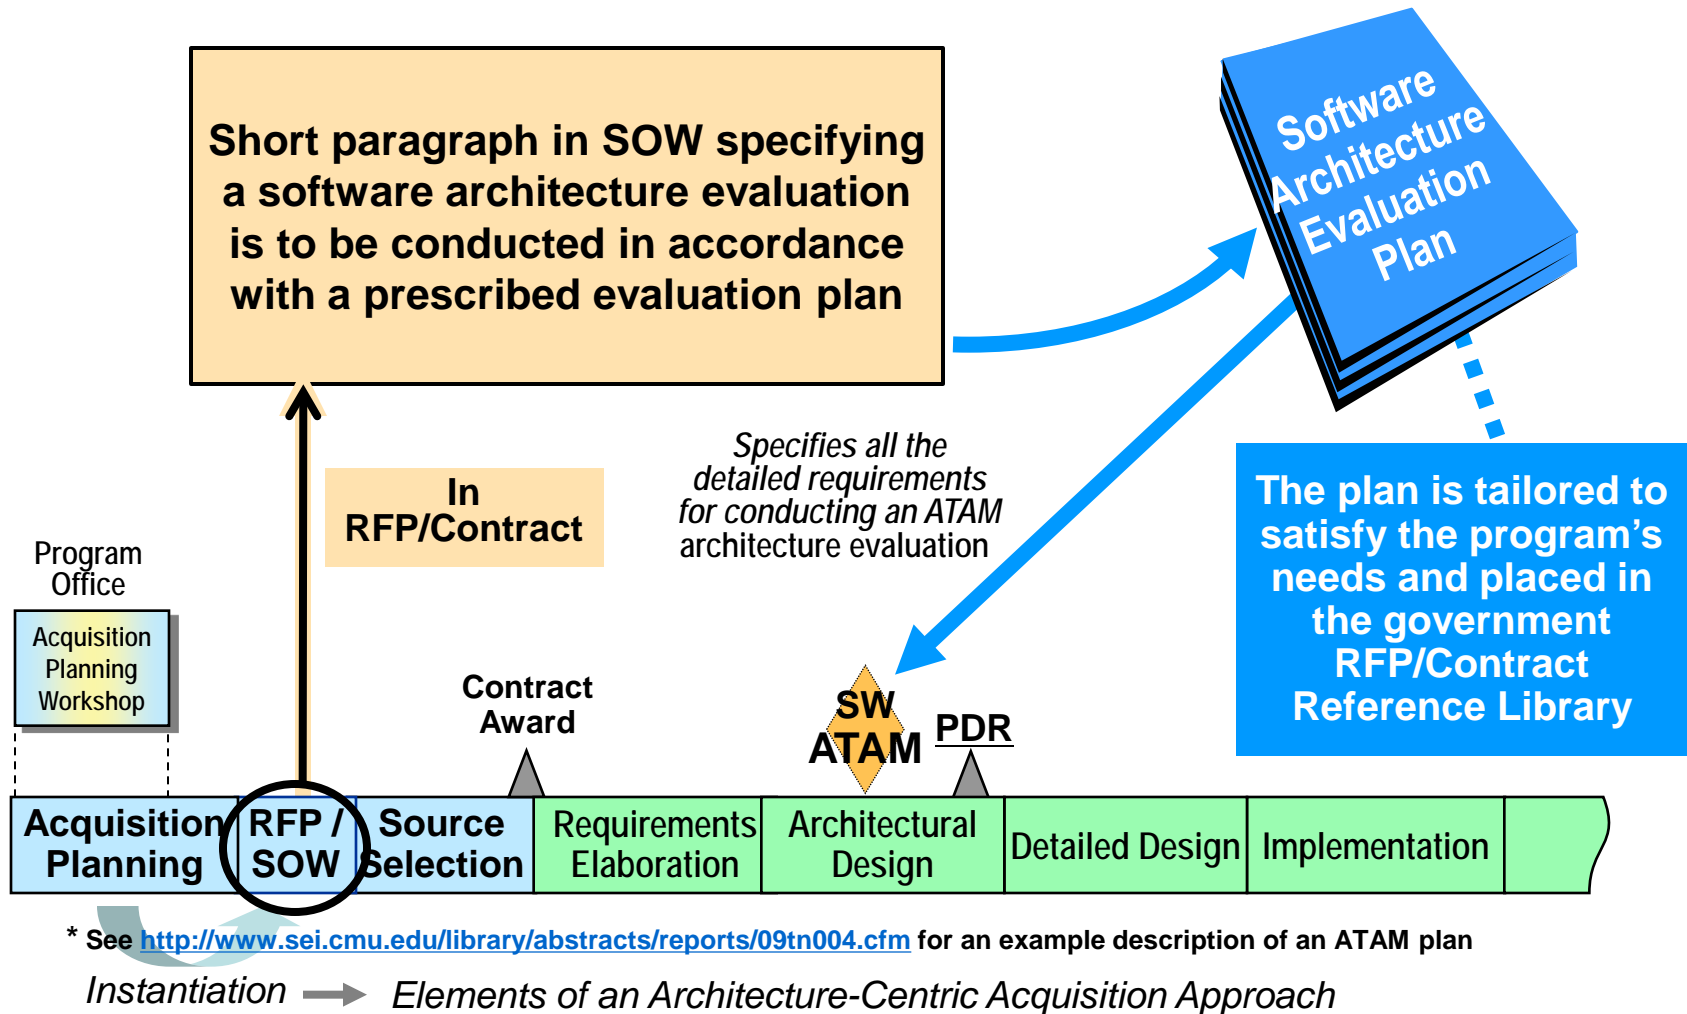 Short paragraph in SOW specifying
a software architecture evaluation
is to be conducted in accordance
with a prescribed evaluation plan
Software
Architecture
Evaluation
Plan
In
RFP/Contract
Specifies all the
detailed requirements
for conducting an ATAM
architecture evaluation
The plan is tailored to
satisfy the program’s
needs and placed in
the government
RFP/Contract
Reference Library
Program
Office
Acquisition
Planning
Workshop
Contract
Award
SW
ATAM
PDR
Acquisition
Planning
RFP /
SOW
Source
Selection
Requirements
Elaboration
Architectural
Design
Detailed Design
Implementation
* See http://www.sei.cmu.edu/library/abstracts/reports/09tn004.cfm for an example description of an ATAM plan
Instantiation
Elements of an Architecture-Centric Acquisition Approach